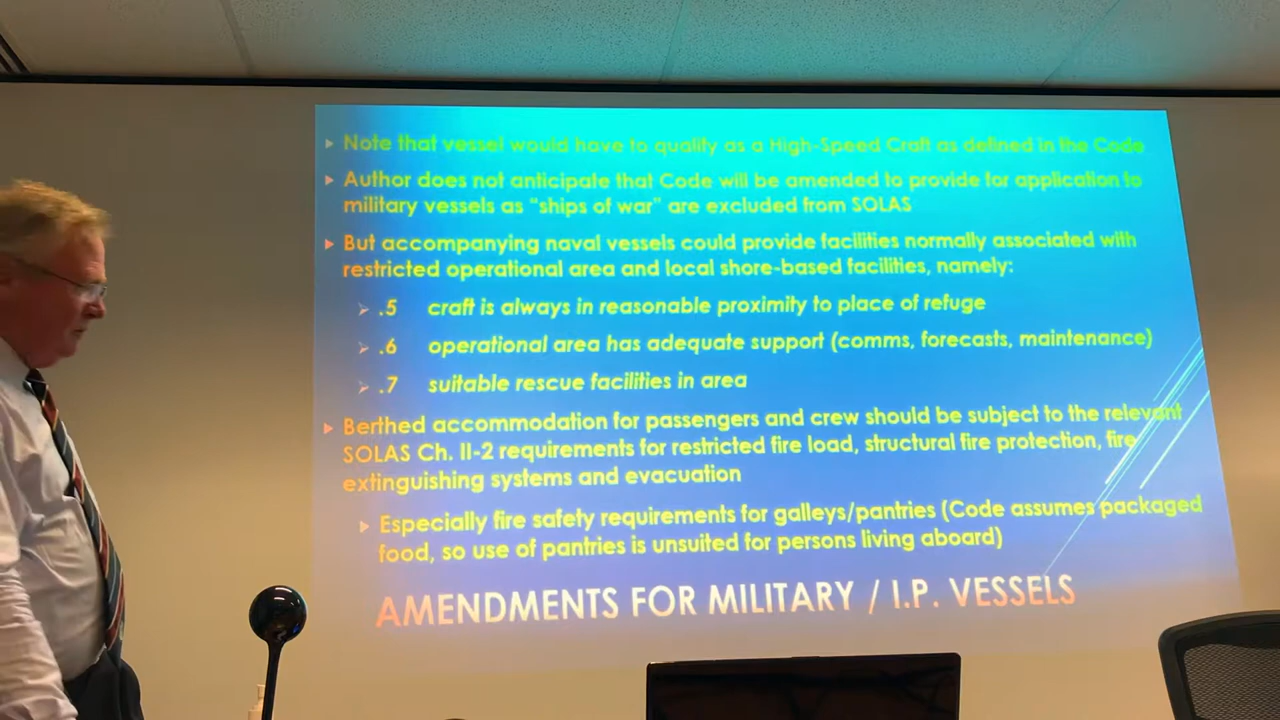 Note that vessel would have to qualify as a High-Speed Craft as defined in the Code
Author does not anticipate that Code will be amended to provide for application to
military vessels as "ships of war" are excluded from SOLAS
But accompanying naval vessels could provide facilities normally associated with
restricted operational area and local shore-based facilities, namely:
.5 craft is always in reasonable proximity to place of refuge
.6 operational area has adequate support (comms, forecasts, maintenance)
.7 suitable rescue facilities in area
Berthed accommodation for passengers and crew should be subject to the relevant
SOLAS Ch. II-2 requirements for restricted fire load, structural fire protection, fire
extinguishing systems and evacuation
Especially fire safety requirements for galleys/pantries (Code assumes packaged
food, so use of pantries is unsuited for persons living aboard)
AMENDMENTS FOR MILITARY / I.P. VESSELS